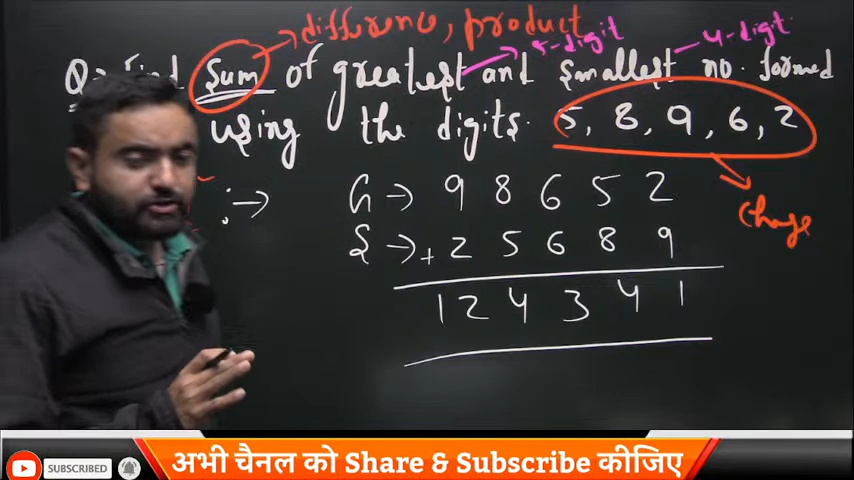 → difference, product
5-digit
4-digit
Q→ Find Sum of greatest and smallest no. formed
using the digits. 5, 8, 9, 6, 2
:→
G → 9 8 6 5 2
S → + 2 5 6 8 9
1 2 4 3 4 1
Change
SUBSCRIBED
अभी चैनल को Share & Subscribe कीजिए